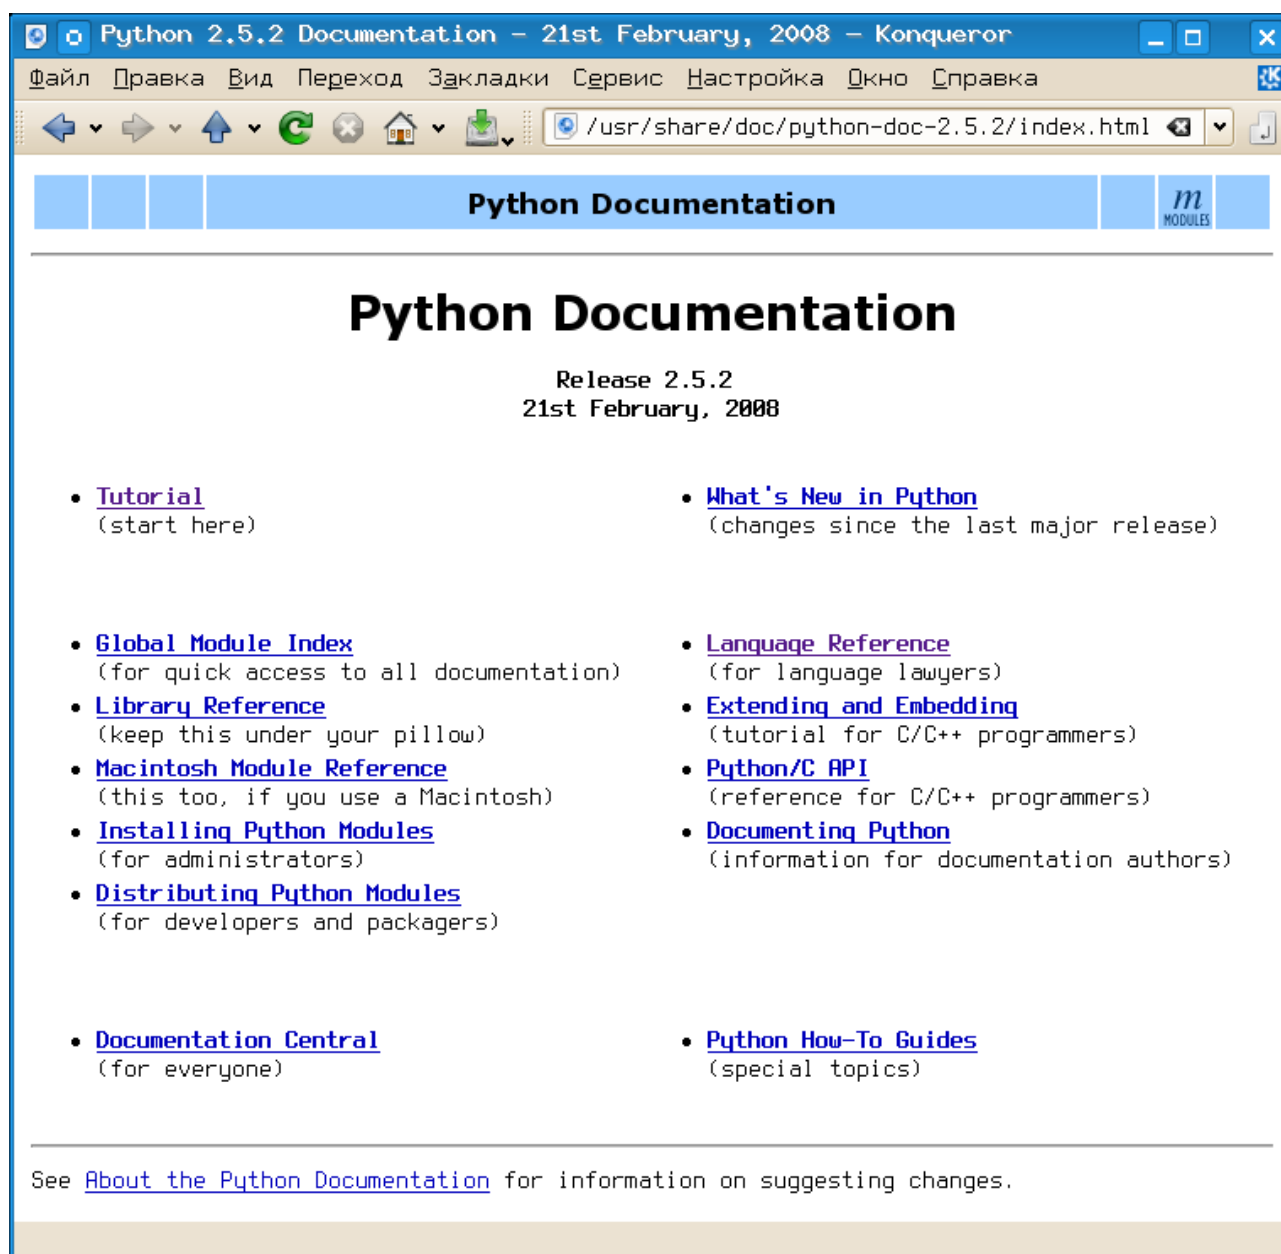 Python 2.5.2 Documentation - 21st February, 2008 - Konqueror
Файл Правка Вид Переход Закладки Сервис Настройка Окно Справка
/usr/share/doc/python-doc-2.5.2/index.html
Python Documentation
m
MODULES
Python Documentation
Release 2.5.2
21st February, 2008
Tutorial
(start here)
What's New in Python
(changes since the last major release)
Global Module Index
(for quick access to all documentation)
Library Reference
(keep this under your pillow)
Macintosh Module Reference
(this too, if you use a Macintosh)
Installing Python Modules
(for administrators)
Distributing Python Modules
(for developers and packagers)
Language Reference
(for language lawyers)
Extending and Embedding
(tutorial for C/C++ programmers)
Python/C API
(reference for C/C++ programmers)
Documenting Python
(information for documentation authors)
Documentation Central
(for everyone)
Python How-To Guides
(special topics)
See About the Python Documentation for information on suggesting changes.